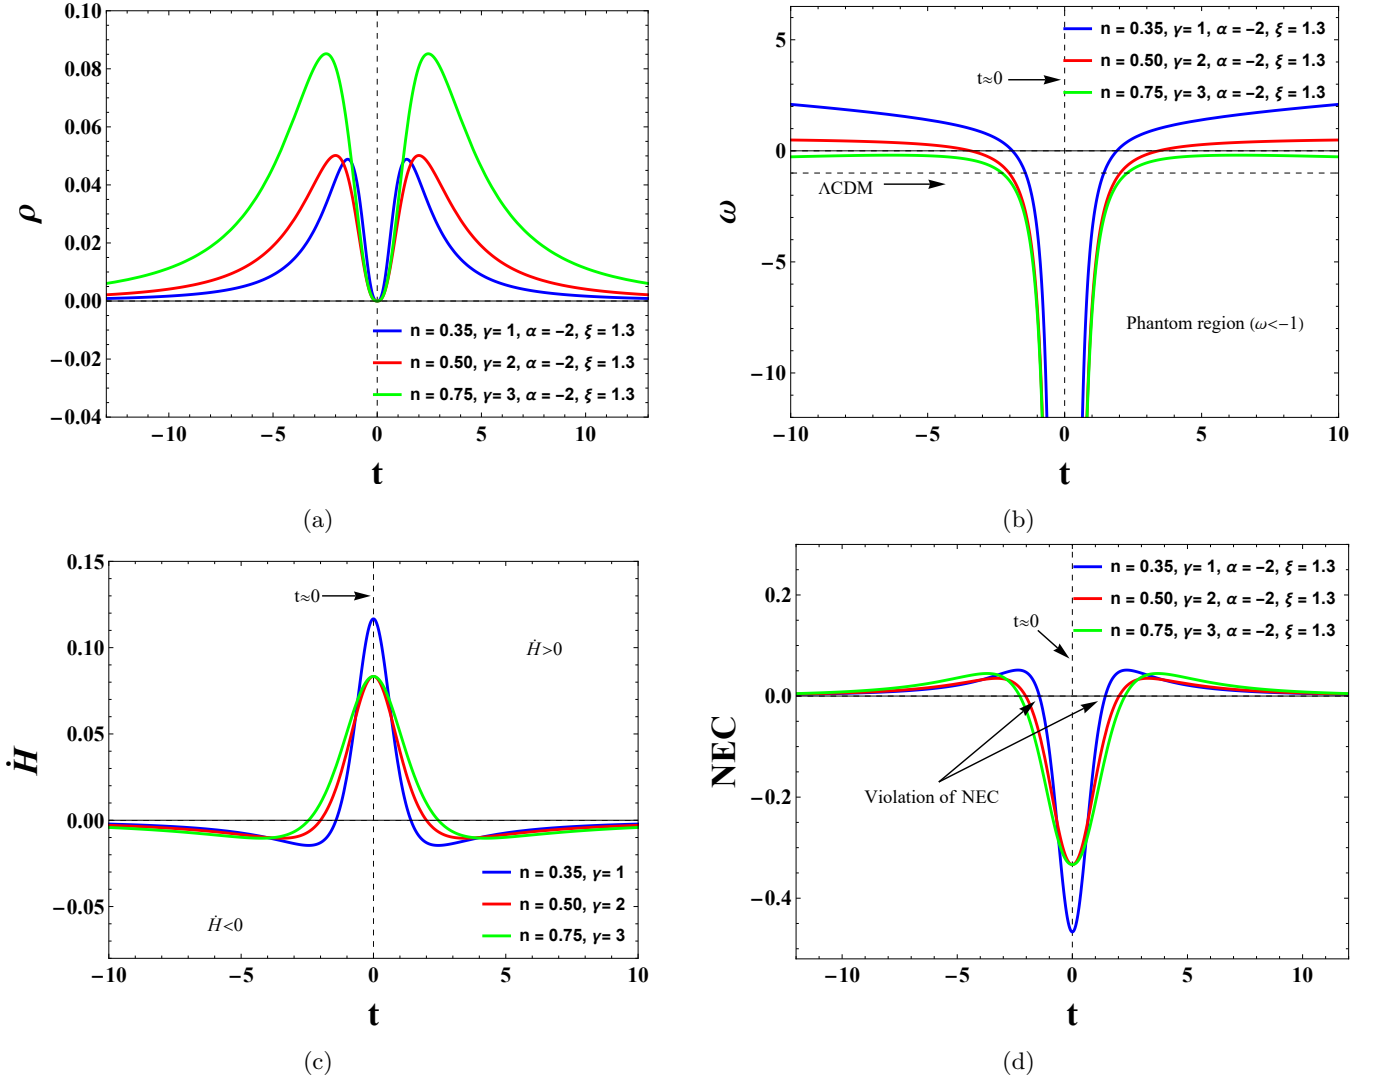 0.10
0.08
0.06
0.04
0.02
0.00
−0.02
−0.04
ρ
n = 0.35, γ= 1, α = −2, ξ = 1.3
n = 0.50, γ= 2, α = −2, ξ = 1.3
n = 0.75, γ= 3, α = −2, ξ = 1.3
−10 −5 0 5 10
t
(a)
5
0
−5
−10
ω
n = 0.35, γ= 1, α = −2, ξ = 1.3
n = 0.50, γ= 2, α = −2, ξ = 1.3
n = 0.75, γ= 3, α = −2, ξ = 1.3
t≈0
ΛCDM
Phantom region (ω<−1)
−10 −5 0 5 10
t
(b)
0.15
0.10
0.05
0.00
−0.05
Ḣ
t≈0
Ḣ>0
Ḣ<0
n = 0.35, γ= 1
n = 0.50, γ= 2
n = 0.75, γ= 3
−10 −5 0 5 10
t
(c)
0.2
0.0
−0.2
−0.4
NEC
n = 0.35, γ= 1, α = −2, ξ = 1.3
n = 0.50, γ= 2, α = −2, ξ = 1.3
n = 0.75, γ= 3, α = −2, ξ = 1.3
t≈0
Violation of NEC
−10 −5 0 5 10
t
(d)